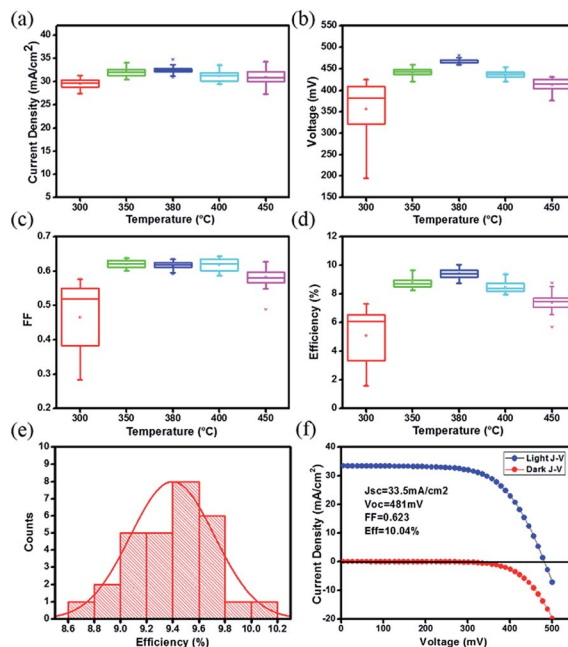 (a)
Current Density (mA/cm²)
40
35
30
25
20
15
10
5
300 350 380 400 450
Temperature (°C)
(b)
Voltage (mV)
500
450
400
350
300
250
200
150
300 350 380 400 450
Temperature (°C)
(c)
FF
0.7
0.6
0.5
0.4
0.3
0.2
300 350 380 400 450
Temperature (°C)
(d)
Efficiency (%)
12
10
8
6
4
2
0
300 350 380 400 450
Temperature (°C)
(e)
Counts
10
9
8
7
6
5
4
3
2
1
0
8.6 8.8 9.0 9.2 9.4 9.6 9.8 10.0 10.2
Efficiency (%)
(f)
Current Density (mA/cm²)
40
30
20
10
0
-10
-20
Light J-V
Dark J-V
Jsc=33.5mA/cm2
Voc=481mV
FF=0.623
Eff=10.04%
0 100 200 300 400 500
Voltage (mV)